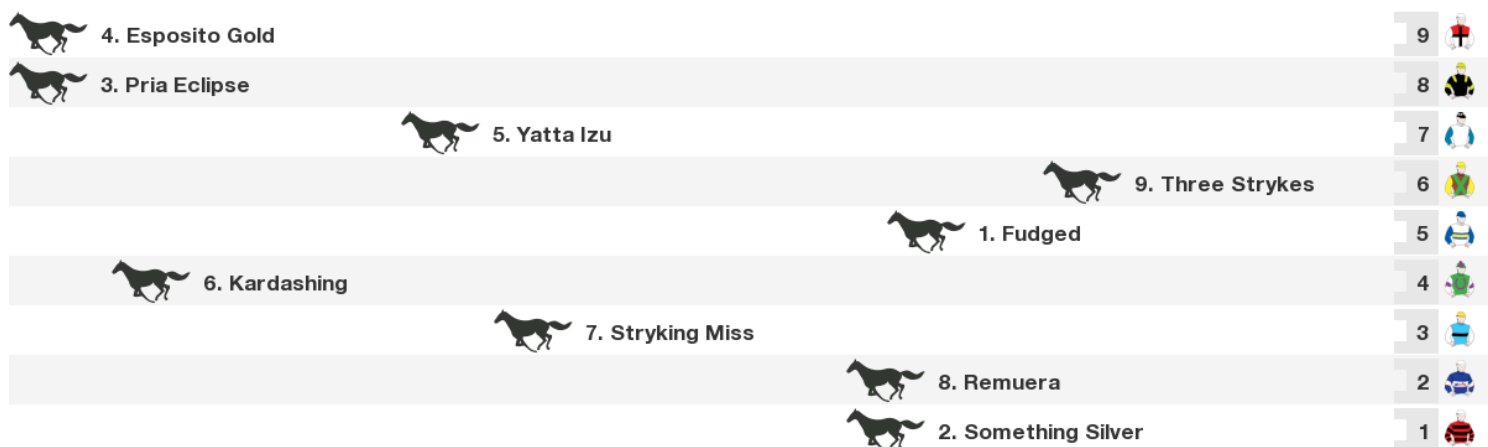 4. Esposito Gold 9
3. Pria Eclipse 8
5. Yatta Izu 7
9. Three Strykes 6
1. Fudged 5
6. Kardashing 4
7. Stryking Miss 3
8. Remuera 2
2. Something Silver 1